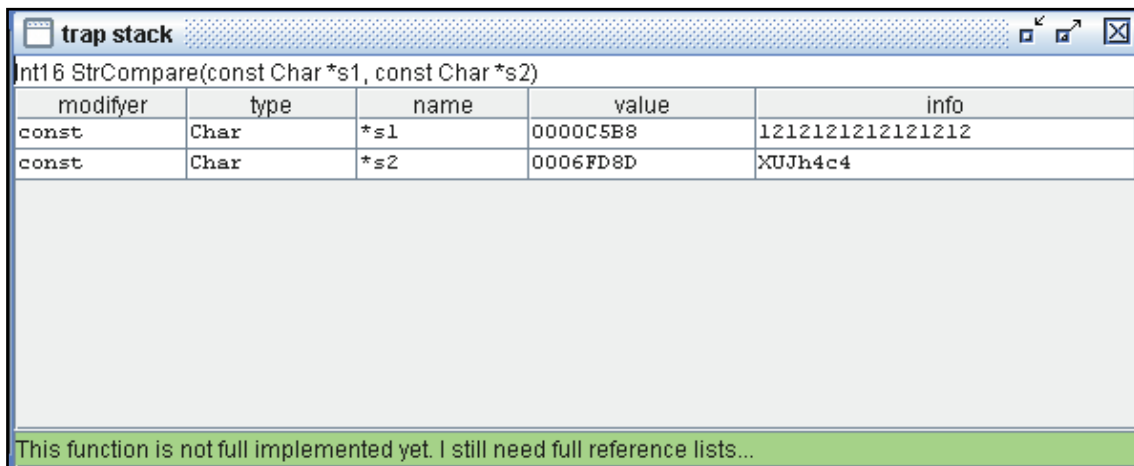 trap stack
Int16 StrCompare(const Char *s1, const Char *s2)
modifyer type name value info
const Char *s1 0000C5B8 1212121212121212
const Char *s2 0006FD8D XUJh4c4
This function is not full implemented yet. I still need full reference lists...